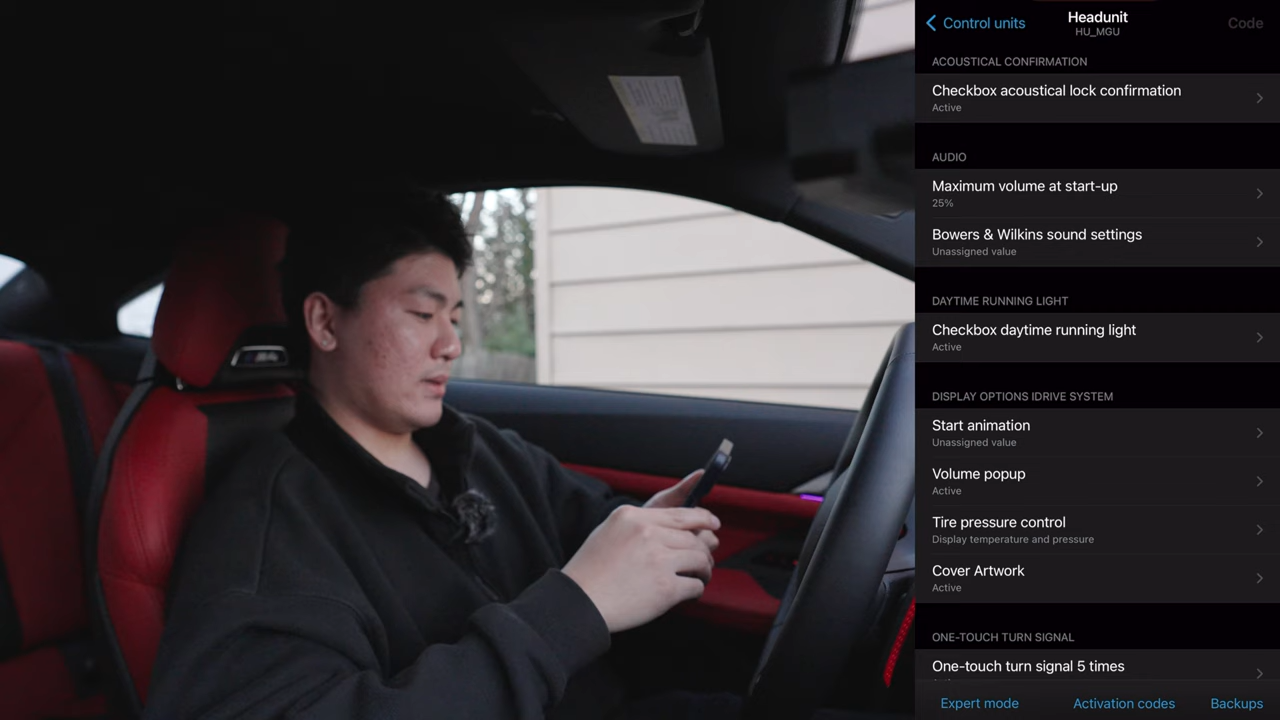 Control units
Headunit
Code
HU_MGU
ACOUSTICAL CONFIRMATION
Checkbox acoustical lock confirmation
Active
AUDIO
Maximum volume at start-up
25%
Bowers & Wilkins sound settings
Unassigned value
DAYTIME RUNNING LIGHT
Checkbox daytime running light
Active
DISPLAY OPTIONS IDRIVE SYSTEM
Start animation
Unassigned value
Volume popup
Active
Tire pressure control
Display temperature and pressure
Cover Artwork
Active
ONE-TOUCH TURN SIGNAL
One-touch turn signal 5 times
Expert mode
Activation codes
Backups
M4